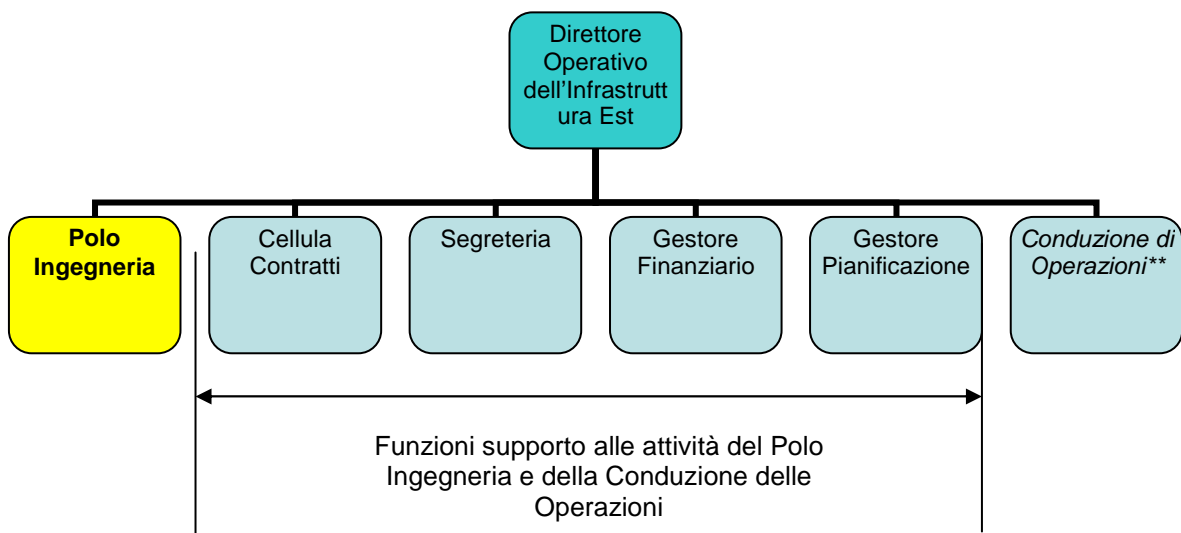 Direttore
Operativo
dell’Infrastrutt
ura Est
Polo
Ingegneria
Cellula
Contratti
Segreteria
Gestore
Finanziario
Gestore
Pianificazione
Conduzione di
Operazioni**
Funzioni supporto alle attività del Polo
Ingegneria e della Conduzione delle
Operazioni